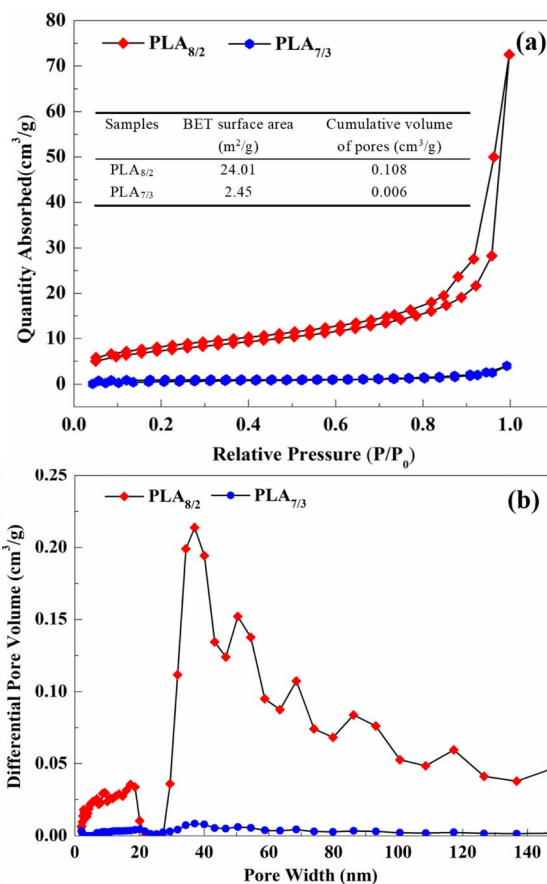 80
PLA8/2 PLA7/3 (a)
70
60
Samples BET surface area Cumulative volume
(m²/g) of pores (cm³/g)
PLA8/2 24.01 0.108
PLA7/3 2.45 0.006
50
40
30
20
10
0
Quantity Absorbed(cm³/g)
0.0 0.2 0.4 0.6 0.8 1.0
Relative Pressure (P/P0)
0.25
PLA8/2 PLA7/3 (b)
0.20
0.15
0.10
0.05
0.00
Differential Pore Volume (cm³/g)
0 20 40 60 80 100 120 140
Pore Width (nm)